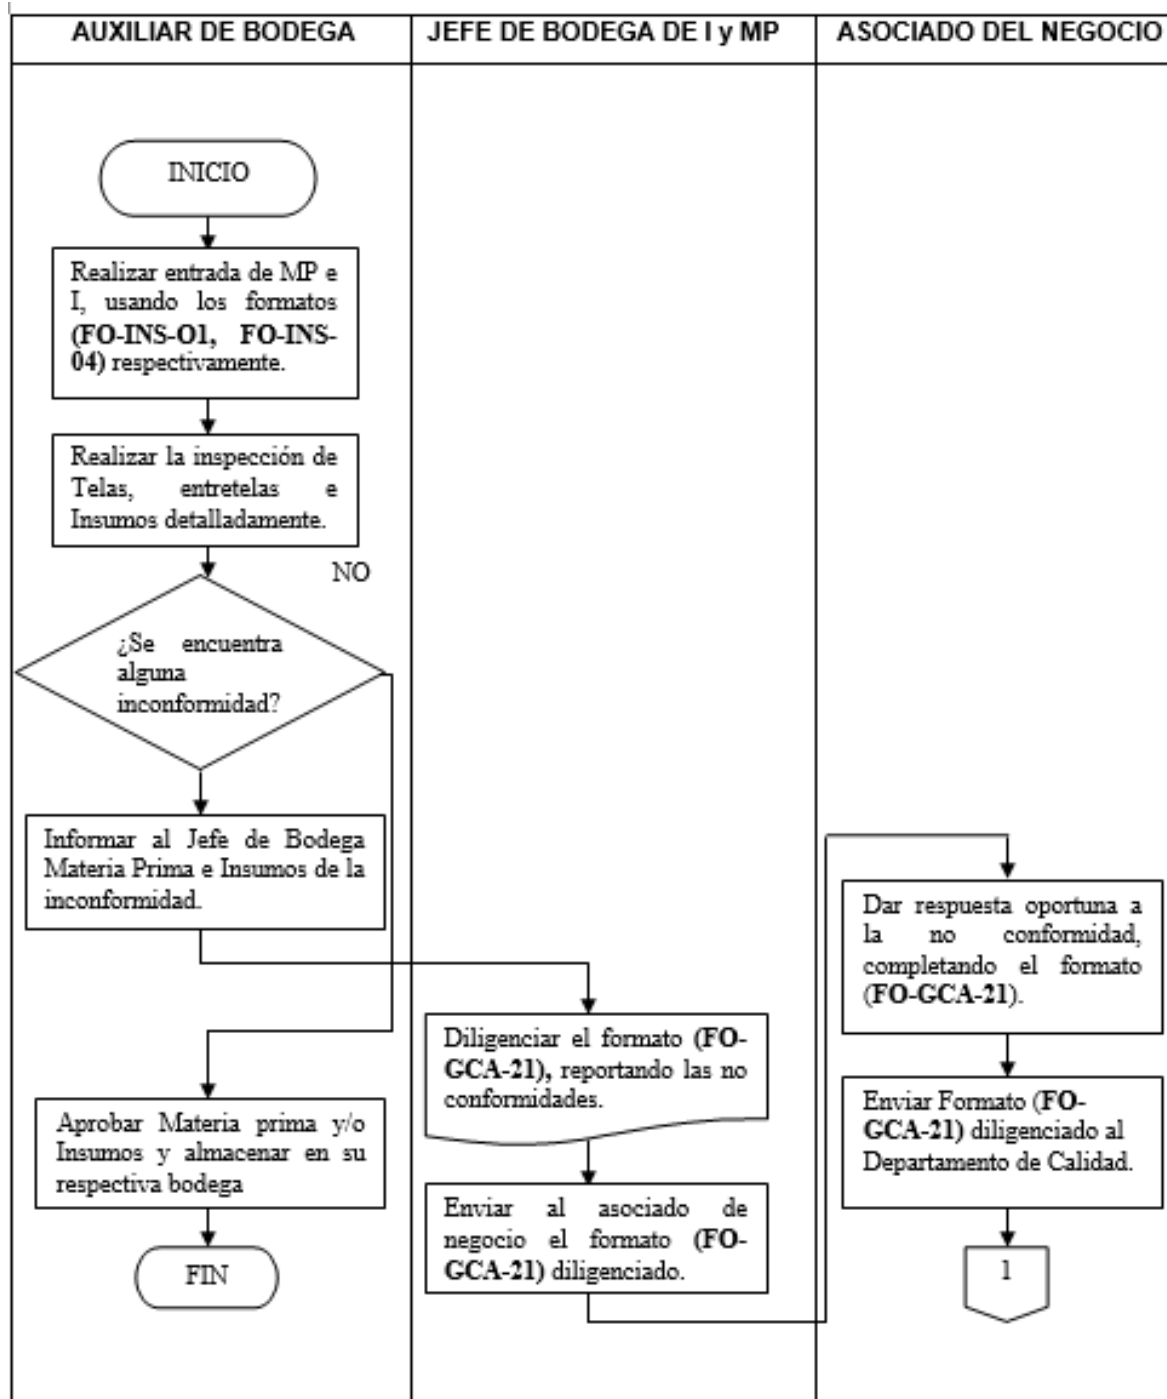 AUXILIAR DE BODEGA
JEFE DE BODEGA DE I y MP
ASOCIADO DEL NEGOCIO
INICIO
Realizar entrada de MP e
I, usando los formatos
(FO-INS-O1, FO-INS-
04) respectivamente.
Realizar la inspección de
Telas, entretelas e
Insumos detalladamente.
NO
¿Se encuentra
alguna
inconformidad?
Informar al Jefe de Bodega
Materia Prima e Insumos de la
inconformidad.
Aprobar Materia prima y/o
Insumos y almacenar en su
respectiva bodega
FIN
Diligenciar el formato (FO-
GCA-21), reportando las no
conformidades.
Enviar al asociado de
negocio el formato (FO-
GCA-21) diligenciado.
Dar respuesta oportuna a
la no conformidad,
completando el formato
(FO-GCA-21).
Enviar Formato (FO-
GCA-21) diligenciado al
Departamento de Calidad.
1